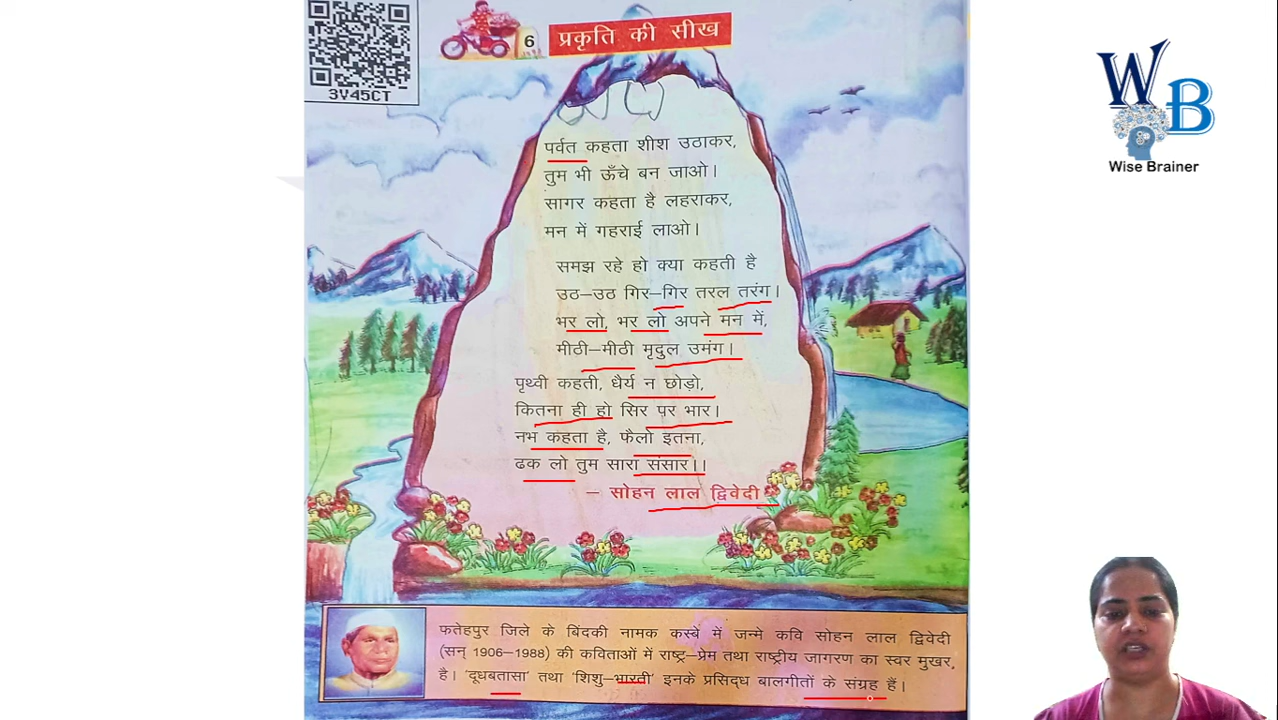 6 प्रकृति की सीख
3V45CT
पर्वत कहता शीश उठाकर,
तुम भी ऊँचे बन जाओ।
सागर कहता है लहराकर,
मन में गहराई लाओ।
समझ रहे हो क्या कहती है
उठ–उठ गिर–गिर तरल तरंग।
भर लो, भर लो अपने मन में,
मीठी–मीठी मृदुल उमंग।
पृथ्वी कहती, धैर्य न छोड़ो,
कितना ही हो सिर पर भार।
नभ कहता है, फैलो इतना,
ढक लो तुम सारा संसार।।
– सोहन लाल द्विवेदी
फतेहपुर जिले के बिंदकी नामक कस्बे में जन्मे कवि सोहन लाल द्विवेदी
(सन् 1906–1988) की कविताओं में राष्ट्र–प्रेम तथा राष्ट्रीय जागरण का स्वर मुखर
है। 'दूधबतासा' तथा 'शिशु–भारती' इनके प्रसिद्ध बालगीतों के संग्रह हैं।
WB
Wise Brainer